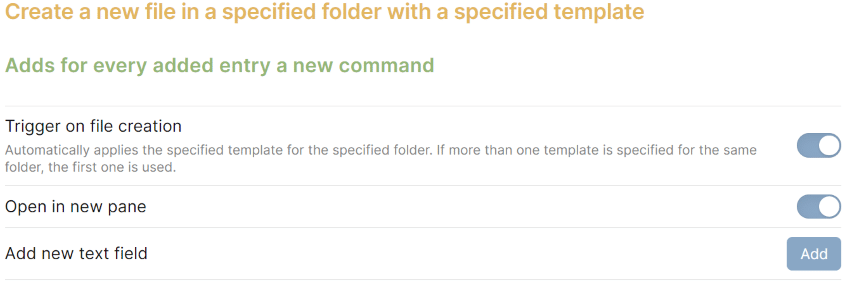 Create a new file in a specified folder with a specified template
Adds for every added entry a new command
Trigger on file creation
Automatically applies the specified template for the specified folder. If more than one template is specified for the same
folder, the first one is used.
Open in new pane
Add new text field
Add